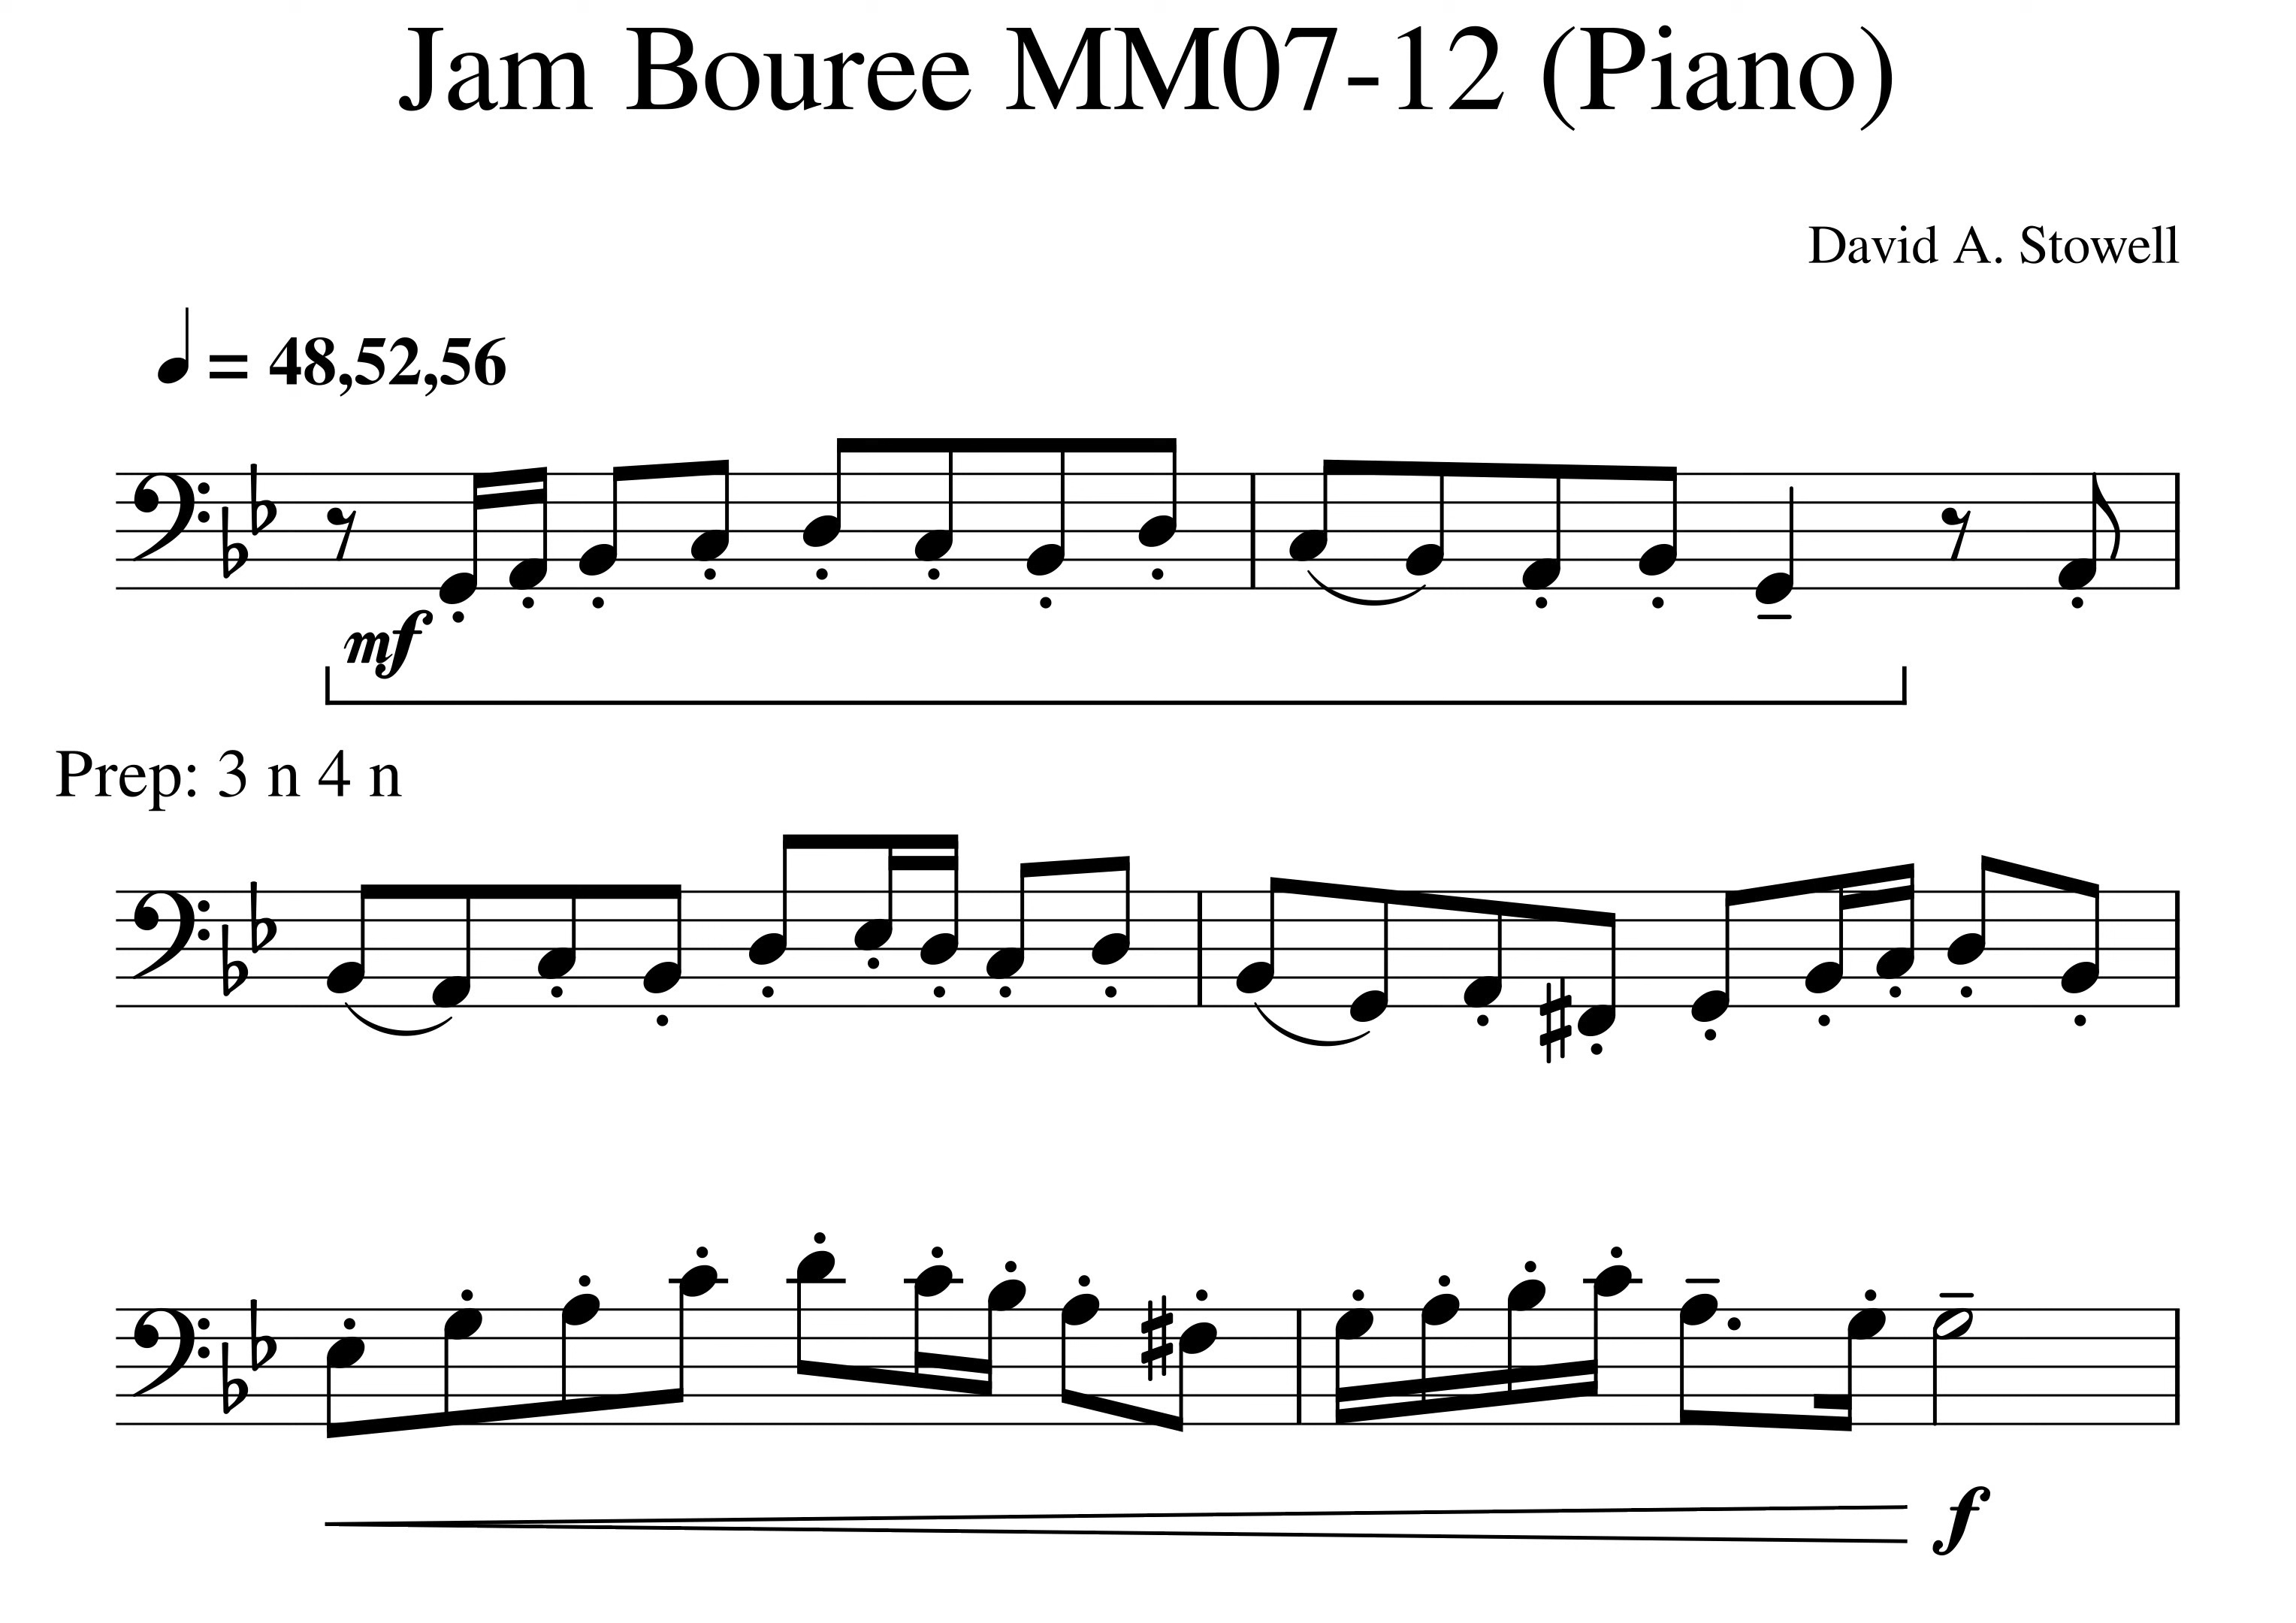 Jam Bouree MM07-12 (Piano)
David A. Stowell
= 48,52,56
mf
Prep: 3 n 4 n
f